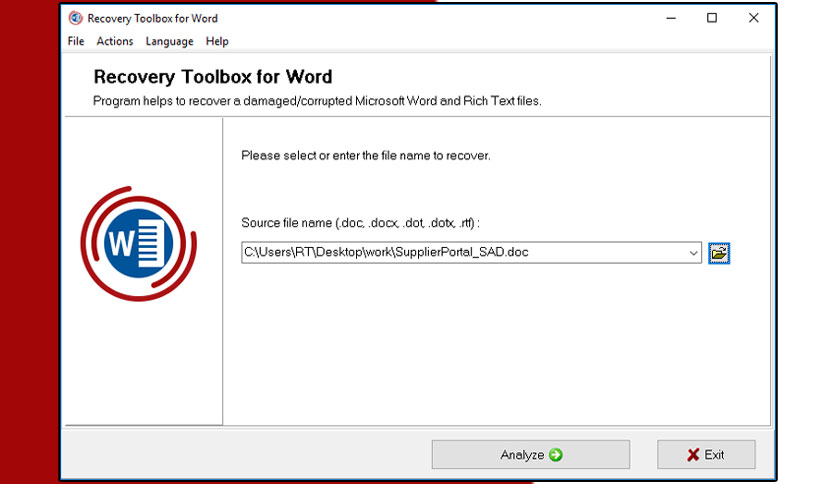 Recovery Toolbox for Word
File Actions Language Help
Recovery Toolbox for Word
Program helps to recover a damaged/corrupted Microsoft Word and Rich Text files.
Please select or enter the file name to recover.
Source file name (.doc, .docx, .dot, .dotx, .rtf) :
W
C:\Users\RT\Desktop\work\SupplierPortal_SAD.doc
Analyze Exit